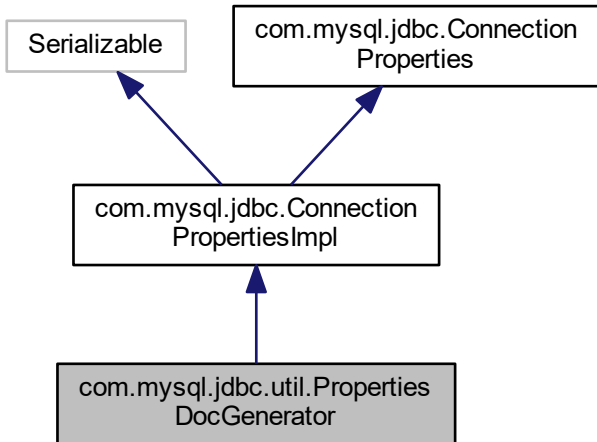 Serializable
com.mysql.jdbc.Connection
Properties
com.mysql.jdbc.Connection
PropertiesImpl
com.mysql.jdbc.util.Properties
DocGenerator